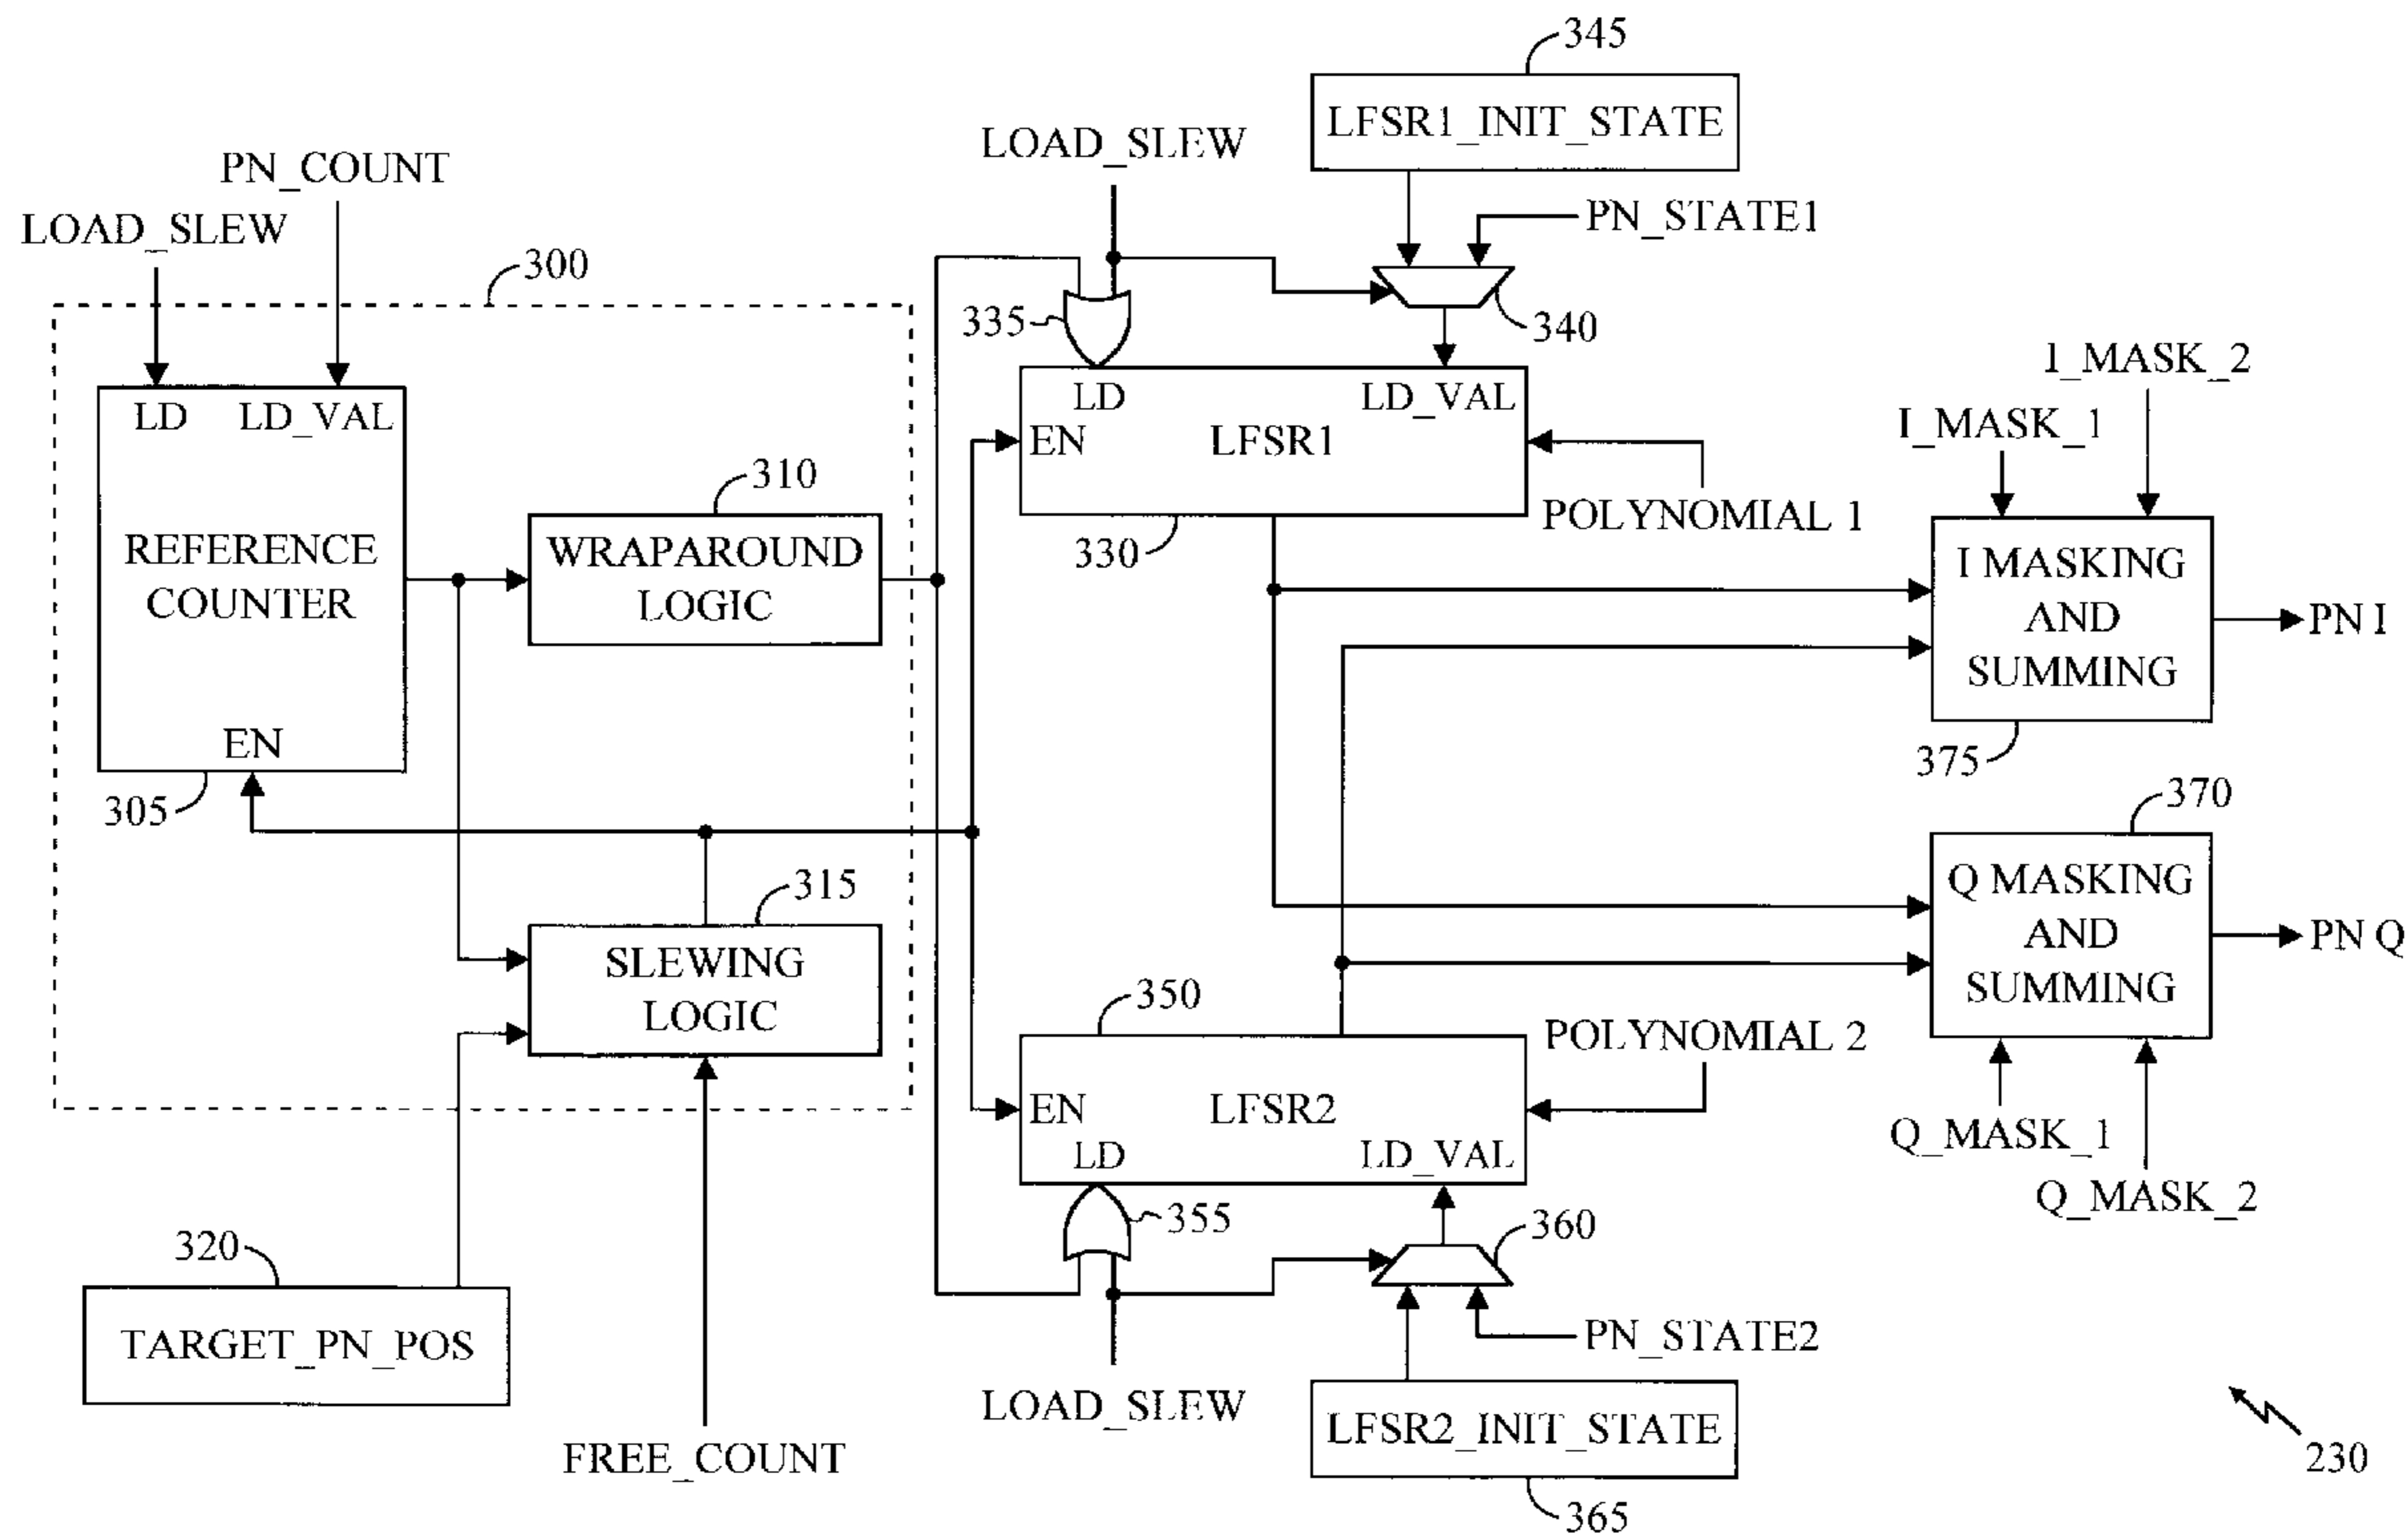 345
LFSR1_INIT_STATE
LOAD_SLEW
PN_COUNT
PN_STATE1
LOAD_SLEW
300
335
340
LD LD_VAL
LD LD_VAL
I_MASK_2
I_MASK_1
EN LFSR1
310
POLYNOMIAL 1
330
REFERENCE
COUNTER
WRAPAROUND
LOGIC
I MASKING
AND
SUMMING
PN I
EN
305
375
370
315
SLEWING
LOGIC
Q MASKING
AND
SUMMING
PN Q
350
POLYNOMIAL 2
EN LFSR2
LD LD_VAL
Q_MASK_1
Q_MASK_2
355
360
320
TARGET_PN_POS
PN_STATE2
LOAD_SLEW
LFSR2_INIT_STATE
FREE_COUNT
230
365